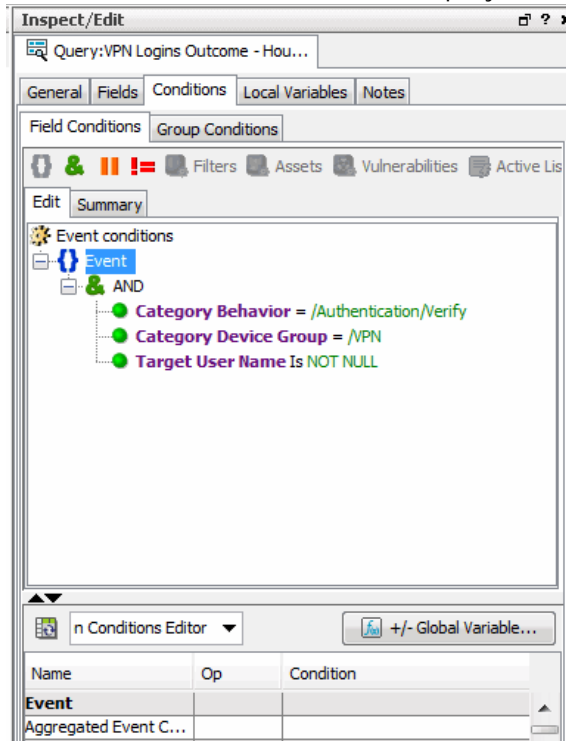 Inspect/Edit
Query:VPN Logins Outcome - Hou...
General Fields Conditions Local Variables Notes
Field Conditions Group Conditions
Filters Assets Vulnerabilities Active Lis
Edit Summary
Event conditions
Event
AND
Category Behavior = /Authentication/Verify
Category Device Group = /VPN
Target User Name Is NOT NULL
n Conditions Editor +/- Global Variable...
Name Op Condition
Event
Aggregated Event C...